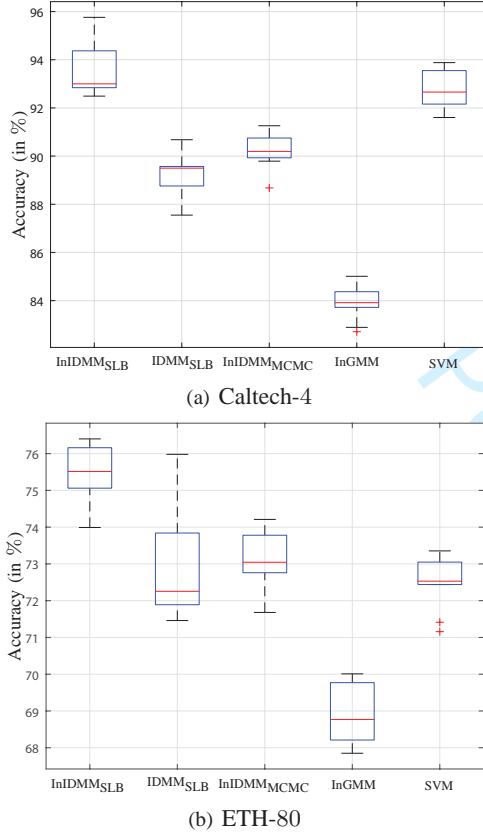 96
94
92
90
88
86
84
Accuracy (in %)
InIDMM_SLB IDMM_SLB InIDMM_MCMC InGMM SVM
(a) Caltech-4
76
75
74
73
72
71
70
69
68
Accuracy (in %)
InIDMM_SLB IDMM_SLB InIDMM_MCMC InGMM SVM
(b) ETH-80